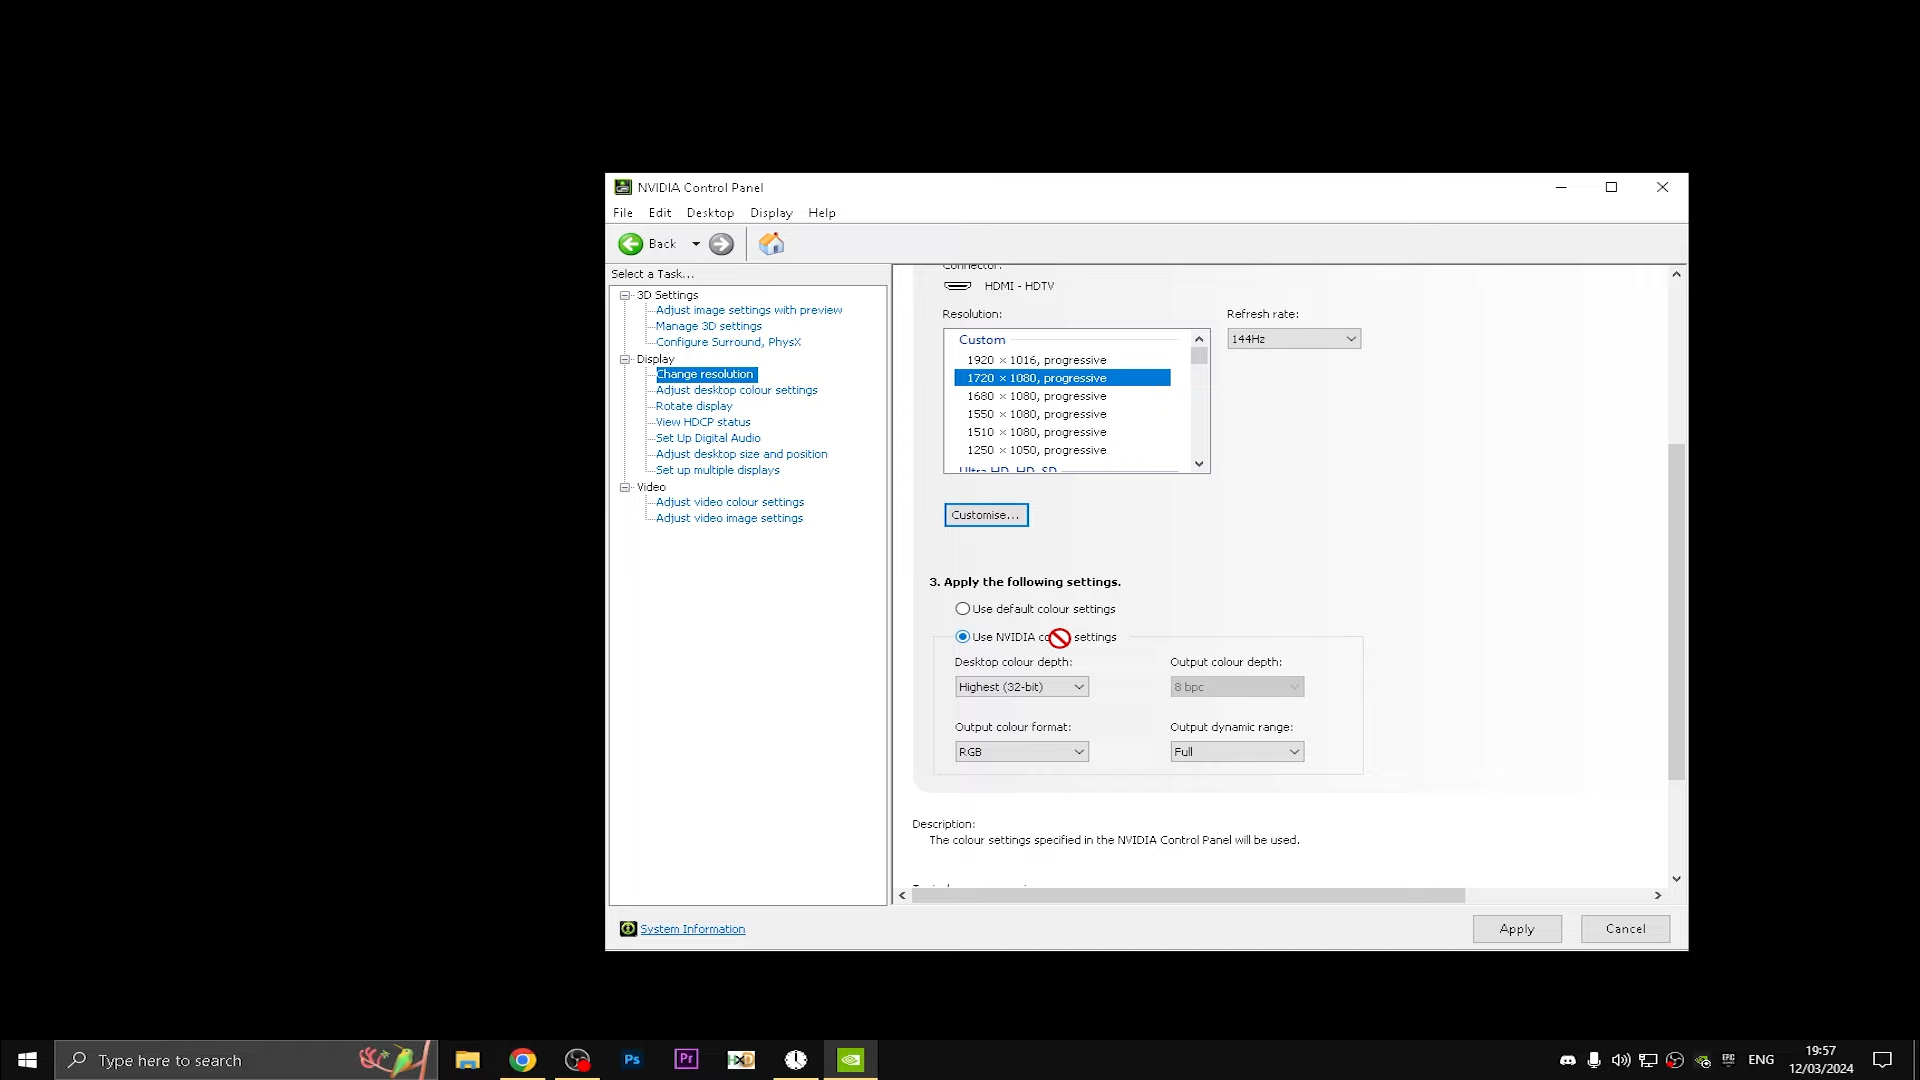 NVIDIA Control Panel
File Edit Desktop Display Help
Back
Select a Task...
3D Settings
Adjust image settings with preview
Manage 3D settings
Configure Surround, PhysX
Display
Change resolution
Adjust desktop colour settings
Rotate display
View HDCP status
Set Up Digital Audio
Adjust desktop size and position
Set up multiple displays
Video
Adjust video colour settings
Adjust video image settings
System Information
Connector:
HDMI - HDTV
Resolution:
Refresh rate:
144Hz
Custom
1920 × 1016, progressive
1720 × 1080, progressive
1680 × 1080, progressive
1550 × 1080, progressive
1510 × 1080, progressive
1250 × 1050, progressive
Ultra HD, HD, SD
Customise...
3. Apply the following settings.
Use default colour settings
Use NVIDIA co settings
Desktop colour depth:
Output colour depth:
Highest (32-bit)
8 bpc
Output colour format:
Output dynamic range:
RGB
Full
Description:
The colour settings specified in the NVIDIA Control Panel will be used.
Apply
Cancel
Type here to search
Ps
Pr
EPIC
ENG
19:57
12/03/2024